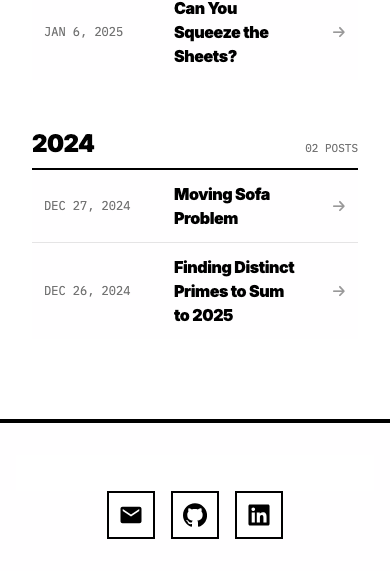 Can You
JAN 6, 2025
Squeeze the
Sheets?
2024
02 POSTS
DEC 27, 2024
Moving Sofa
Problem
DEC 26, 2024
Finding Distinct
Primes to Sum
to 2025